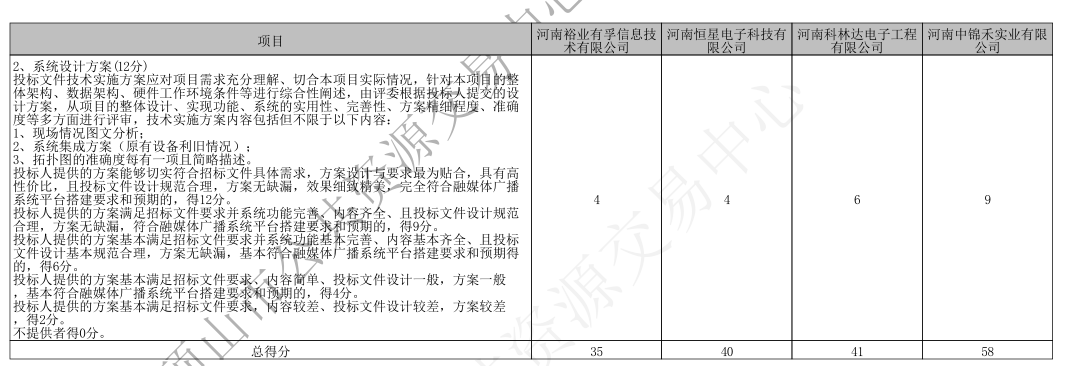 项目
河南裕业有孚信息技
术有限公司
河南恒星电子科技有
限公司
河南科林达电子工程
有限公司
河南中锦禾实业有限
公司
2、系统设计方案(12分)
投标文件技术实施方案应对项目需求充分理解、切合本项目实际情况，针对本项目的整
体架构、数据架构、硬件工作环境条件等进行综合性阐述，由评委根据投标人提交的设
计方案，从项目的整体设计、实现功能、系统的实用性、完善性、方案精细程度、准确
度等多方面进行评审，技术实施方案内容包括但不限于以下内容：
1、现场情况图文分析；
2、系统集成方案（原有设备利旧情况）；
3、拓扑图的准确度每有一项且简略描述。
投标人提供的方案能够切实符合招标文件具体需求，方案设计与要求最为贴合，具有高
性价比，且投标文件设计规范合理，方案无缺漏，效果细致精美，完全符合融媒体广播
系统平台搭建要求和预期的，得12分。
投标人提供的方案满足招标文件要求并系统功能完善、内容齐全、且投标文件设计规范
合理，方案无缺漏，符合融媒体广播系统平台搭建要求和预期的，得9分。
投标人提供的方案基本满足招标文件要求并系统功能基本完善、内容基本齐全、且投标
文件设计基本规范合理，方案无缺漏，基本符合融媒体广播系统平台搭建要求和预期得
的，得6分。
投标人提供的方案基本满足招标文件要求，内容简单、投标文件设计一般，方案一般
，基本符合融媒体广播系统平台搭建要求和预期的，得4分。
投标人提供的方案基本满足招标文件要求，内容较差、投标文件设计较差，方案较差
，得2分。
不提供者得0分。
4
4
6
9
总得分
35
40
41
58
顶山市公共资源交易中心
共资源交易中心